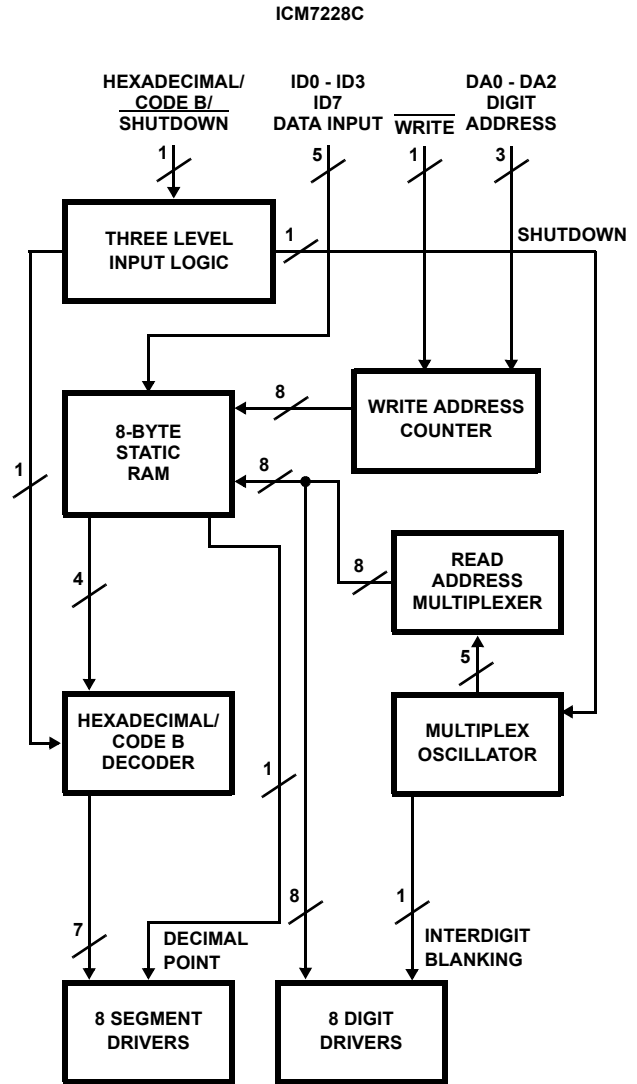 ICM7228C
HEXADECIMAL/
CODE B/
SHUTDOWN
ID0 - ID3
ID7
DATA INPUT
WRITE
DA0 - DA2
DIGIT
ADDRESS
1
5
1
3
THREE LEVEL
INPUT LOGIC
1
SHUTDOWN
8-BYTE
STATIC
RAM
8
WRITE ADDRESS
COUNTER
1
8
4
8
READ
ADDRESS
MULTIPLEXER
5
HEXADECIMAL/
CODE B
DECODER
MULTIPLEX
OSCILLATOR
1
7
DECIMAL
POINT
8
1
INTERDIGIT
BLANKING
8 SEGMENT
DRIVERS
8 DIGIT
DRIVERS